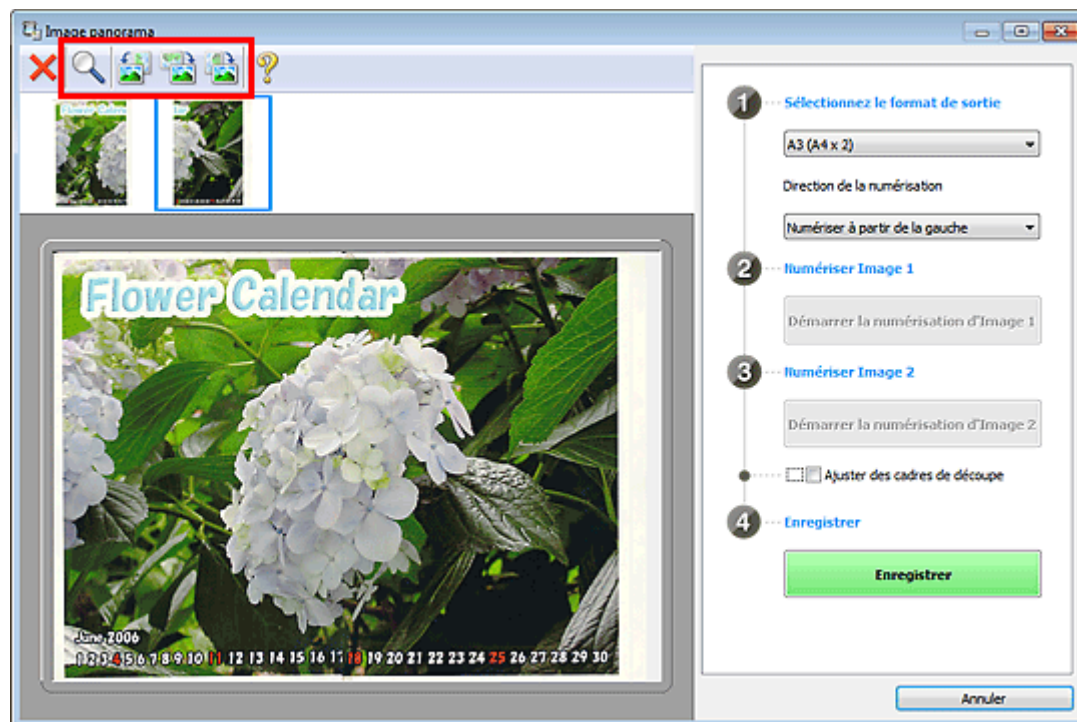 Image panorama
Flower Calendar
June 2006
1 2 3 4 5 6 7 8 9 10 11 12 13 14 15 16 17 18 19 20 21 22 23 24 25 26 27 28 29 30
1 Sélectionnez le format de sortie
A3 (A4 x 2)
Direction de la numérisation
Numériser à partir de la gauche
2 Numériser Image 1
Démarrer la numérisation d'Image 1
3 Numériser Image 2
Démarrer la numérisation d'Image 2
Ajuster des cadres de découpe
4 Enregistrer
Enregistrer
Annuler